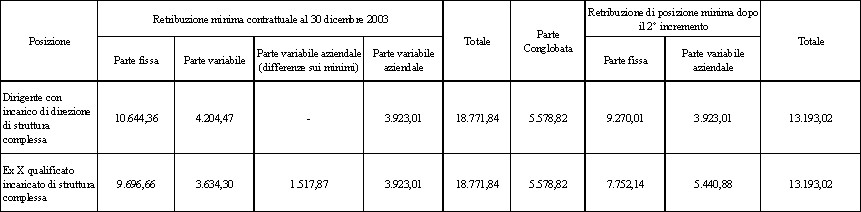 Posizione
Retribuzione minima contrattuale al 30 dicembre 2003
Totale
Parte
Conglobata
Retribuzione di posizione minima dopo
il 2° incremento
Totale
Parte fissa
Parte variabile
Parte variabile aziendale
(differenze sui minimi)
Parte variabile
aziendale
Parte fissa
Parte variabile
aziendale
Dirigente con
incarico di direzione
di struttura
complessa
10.644,36
4.204,47
-
3.923,01
18.771,84
5.578,82
9.270,01
3.923,01
13.193,02
Ex X qualificato
incaricato di struttura
complessa
9.696,66
3.634,30
1.517,87
3.923,01
18.771,84
5.578,82
7.752,14
5.440,88
13.193,02